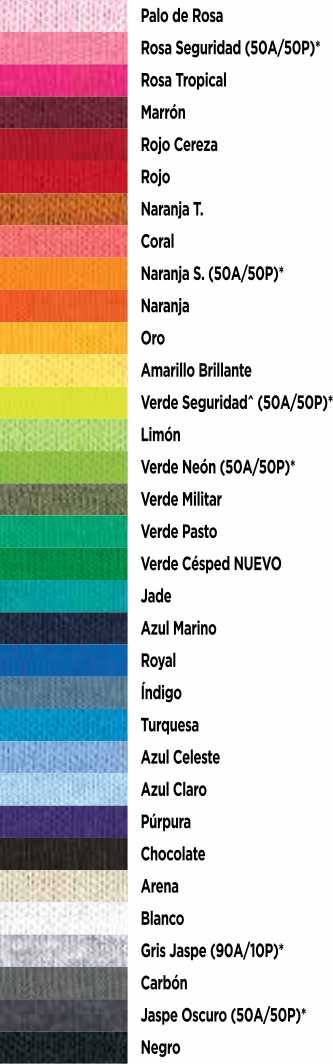 Palo de Rosa
Rosa Seguridad (50A/50P)*
Rosa Tropical
Marrón
Rojo Cereza
Rojo
Naranja T.
Coral
Naranja S. (50A/50P)*
Naranja
Oro
Amarillo Brillante
Verde Seguridad^ (50A/50P)*
Limón
Verde Neón (50A/50P)*
Verde Militar
Verde Pasto
Verde Césped NUEVO
Jade
Azul Marino
Royal
Índigo
Turquesa
Azul Celeste
Azul Claro
Púrpura
Chocolate
Arena
Blanco
Gris Jaspe (90A/10P)*
Carbón
Jaspe Oscuro (50A/50P)*
Negro